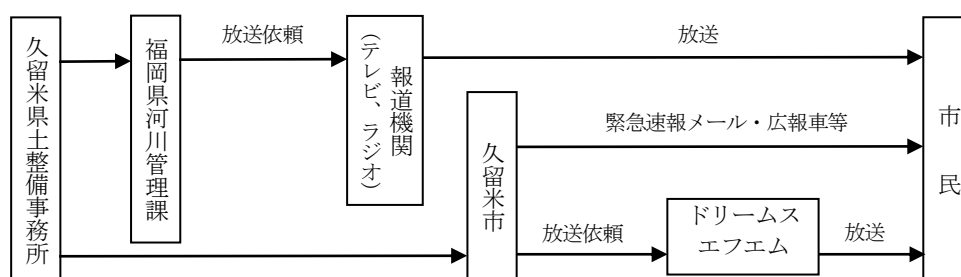 久留米県土整備事務所
福岡県河川管理課
放送依頼
報道機関
（テレビ、ラジオ）
放送
久留米市
緊急速報メール・広報車等
放送依頼
ドリームス
エフエム
放送
市民